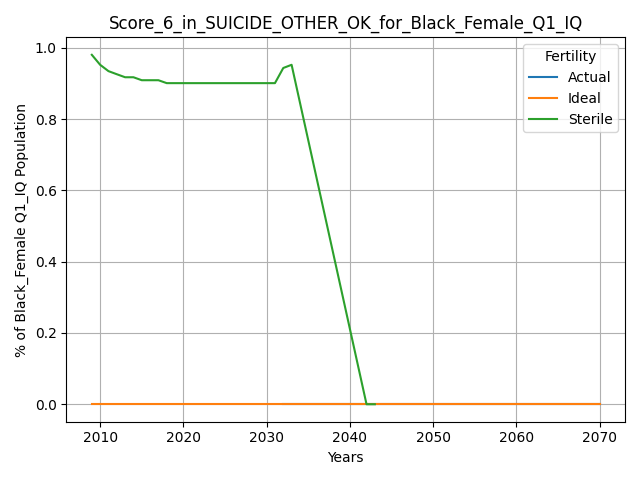 Score_6_in_SUICIDE_OTHER_OK_for_Black_Female_Q1_IQ
% of Black_Female Q1_IQ Population
1.0
0.8
0.6
0.4
0.2
0.0
Fertility
Actual
Ideal
Sterile
2010 2020 2030 2040 2050 2060 2070
Years